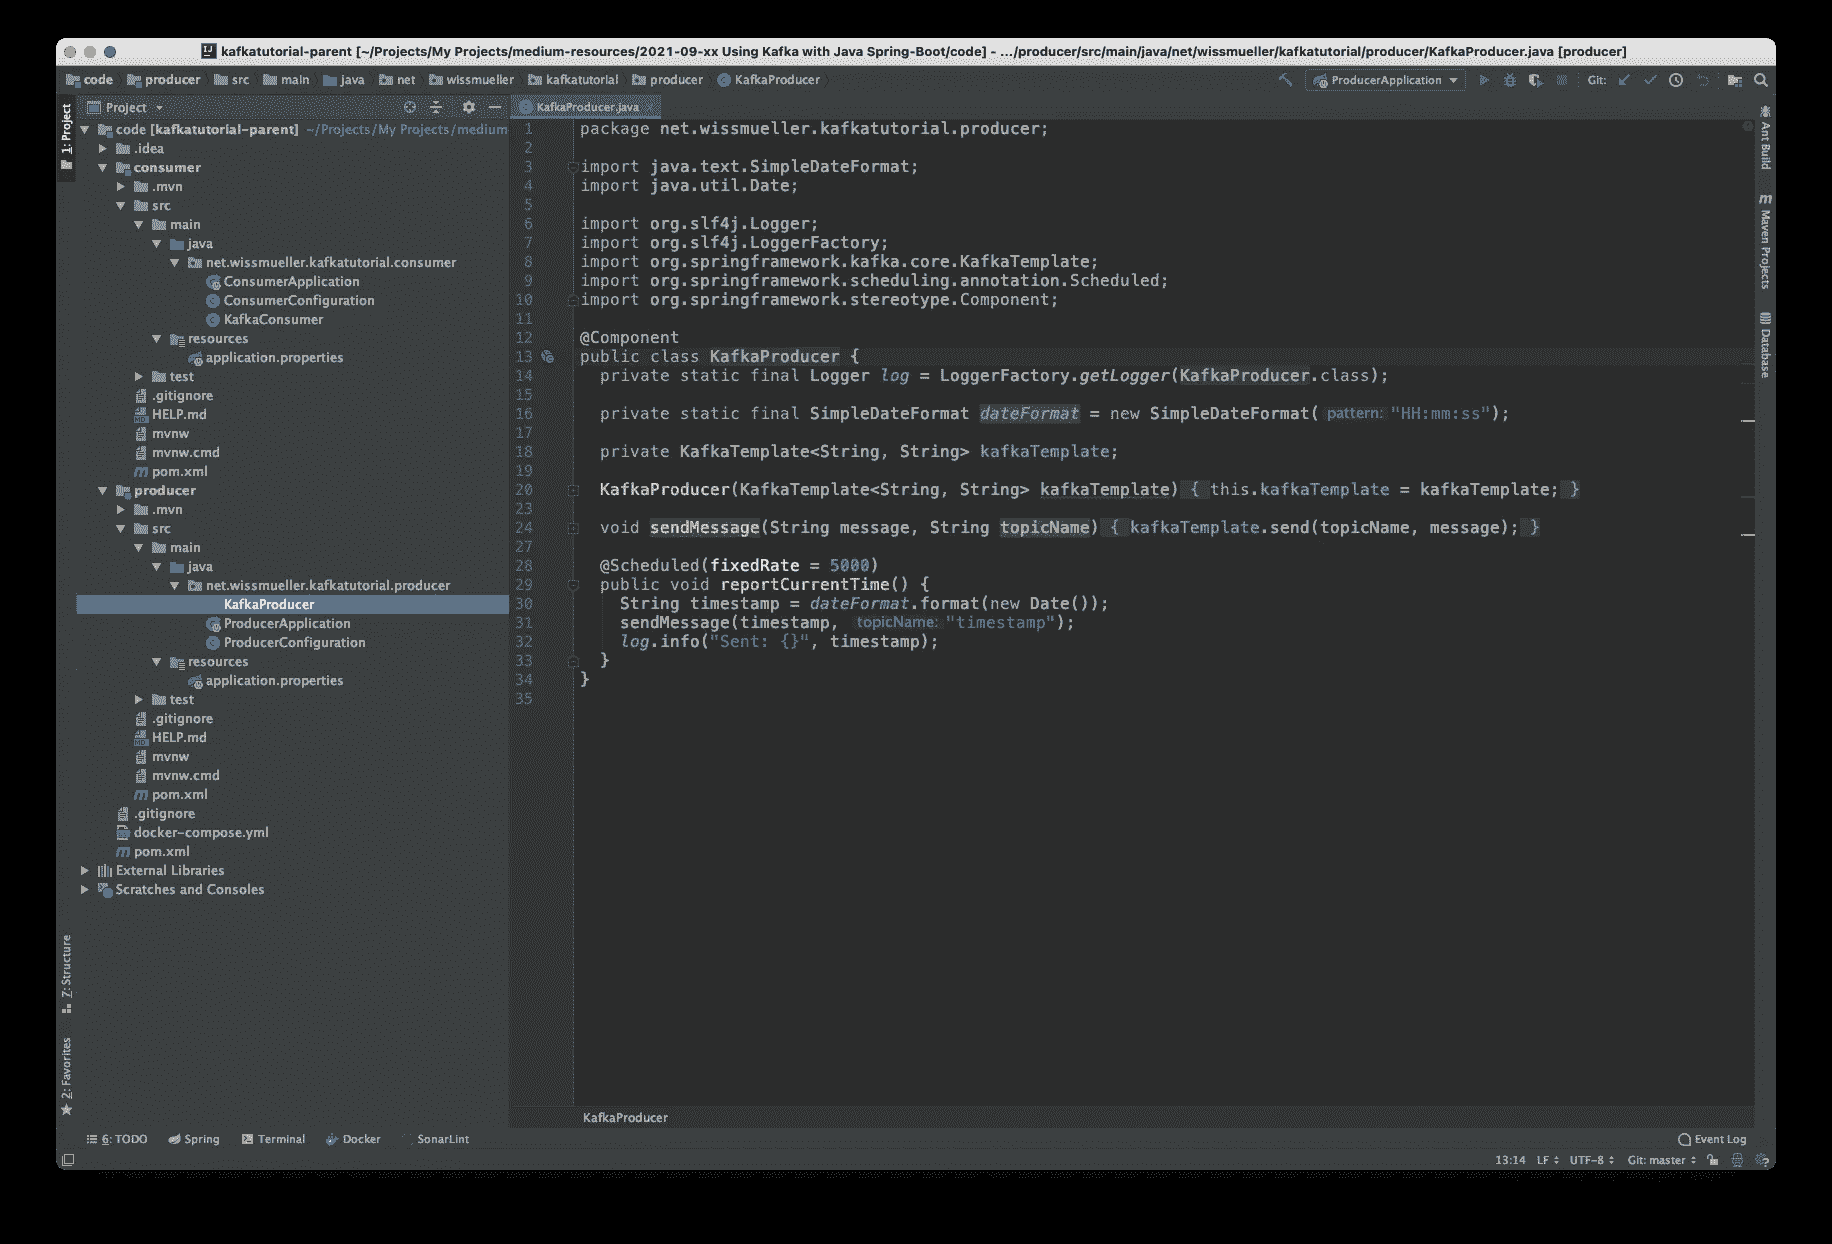 kafkatutorial-parent [~/Projects/My Projects/medium-resources/2021-09-xx Using Kafka with Java Spring-Boot/code] - .../producer/src/main/java/net/wissmueller/kafkatutorial/producer/KafkaProducer.java [producer]
code producer src main java net wissmueller kafkatutorial producer KafkaProducer ProducerApplication Git:
1: Project
Z: Structure
2: Favorites
Project
code [kafkatutorial-parent] ~/Projects/My Projects/medium
.idea
consumer
.mvn
src
main
java
net.wissmueller.kafkatutorial.consumer
ConsumerApplication
ConsumerConfiguration
KafkaConsumer
resources
application.properties
test
.gitignore
HELP.md
mvnw
mvnw.cmd
pom.xml
producer
.mvn
src
main
java
net.wissmueller.kafkatutorial.producer
KafkaProducer
ProducerApplication
ProducerConfiguration
resources
application.properties
test
.gitignore
HELP.md
mvnw
mvnw.cmd
pom.xml
.gitignore
docker-compose.yml
pom.xml
External Libraries
Scratches and Consoles
KafkaProducer.java
1 package net.wissmueller.kafkatutorial.producer;
2
3 import java.text.SimpleDateFormat;
4 import java.util.Date;
5
6 import org.slf4j.Logger;
7 import org.slf4j.LoggerFactory;
8 import org.springframework.kafka.core.KafkaTemplate;
9 import org.springframework.scheduling.annotation.Scheduled;
10 import org.springframework.stereotype.Component;
11
12 @Component
13 public class KafkaProducer {
14 private static final Logger log = LoggerFactory.getLogger(KafkaProducer.class);
15
16 private static final SimpleDateFormat dateFormat = new SimpleDateFormat( pattern: "HH:mm:ss");
17
18 private KafkaTemplate<String, String> kafkaTemplate;
19
20 KafkaProducer(KafkaTemplate<String, String> kafkaTemplate) { this.kafkaTemplate = kafkaTemplate; }
23
24 void sendMessage(String message, String topicName) { kafkaTemplate.send(topicName, message); }
27
28 @Scheduled(fixedRate = 5000)
29 public void reportCurrentTime() {
30 String timestamp = dateFormat.format(new Date());
31 sendMessage(timestamp, topicName: "timestamp");
32 log.info("Sent: {}", timestamp);
33 }
34 }
35
KafkaProducer
Ant Build
Maven Projects
Database
6: TODO Spring Terminal Docker SonarLint Event Log
13:14 LF UTF-8 Git: master